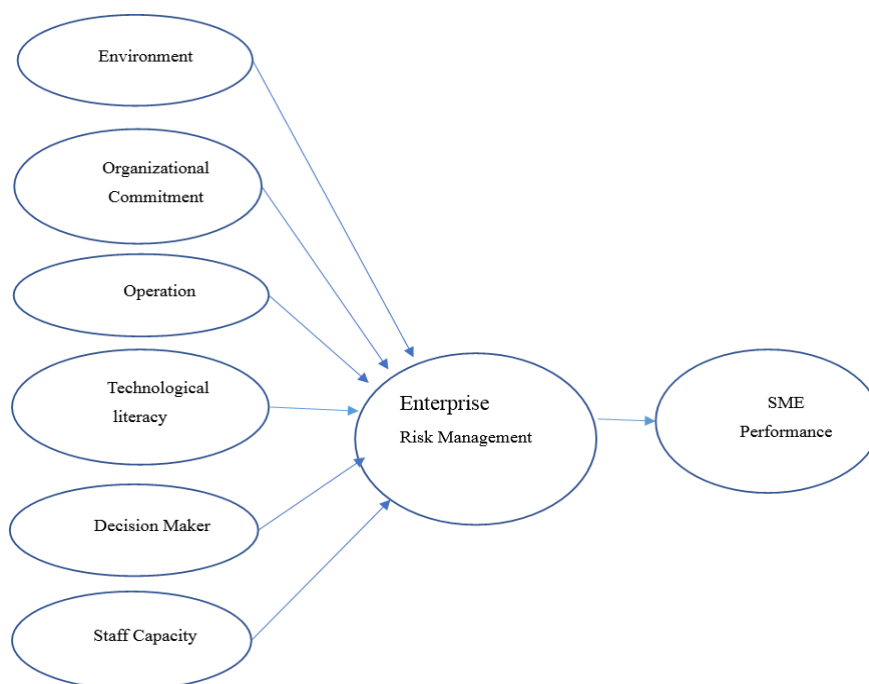 Environment
Organizational
Commitment
Operation
Technological
literacy
Decision Maker
Staff Capacity
Enterprise
Risk Management
SME
Performance